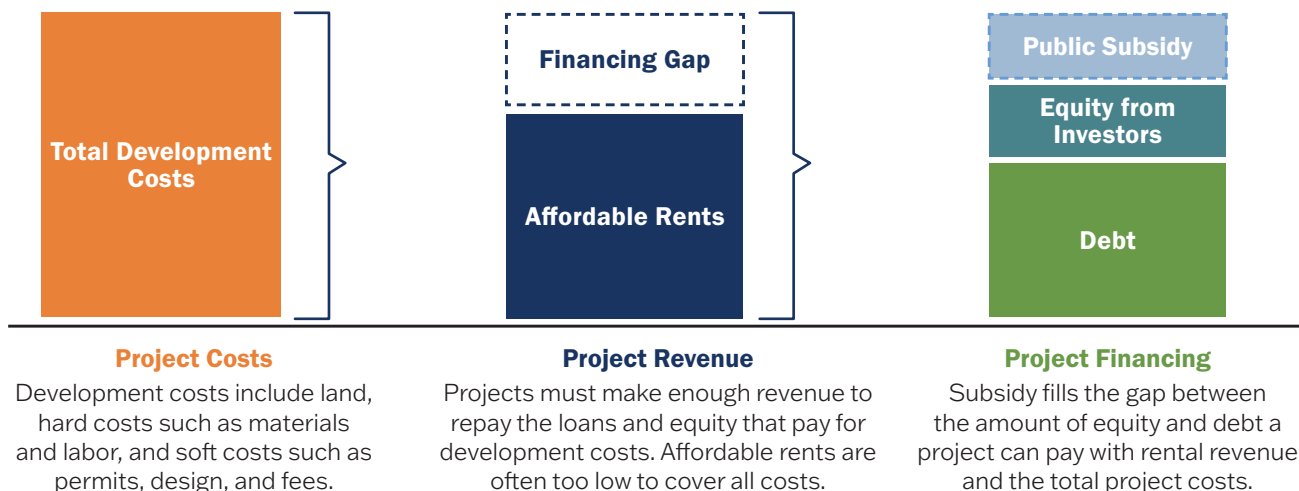 Total Development
Costs
Financing Gap
Affordable Rents
Public Subsidy
Equity from
Investors
Debt
Project Costs
Development costs include land,
hard costs such as materials
and labor, and soft costs such as
permits, design, and fees.
Project Revenue
Projects must make enough revenue to
repay the loans and equity that pay for
development costs. Affordable rents are
often too low to cover all costs.
Project Financing
Subsidy fills the gap between
the amount of equity and debt a
project can pay with rental revenue
and the total project costs.